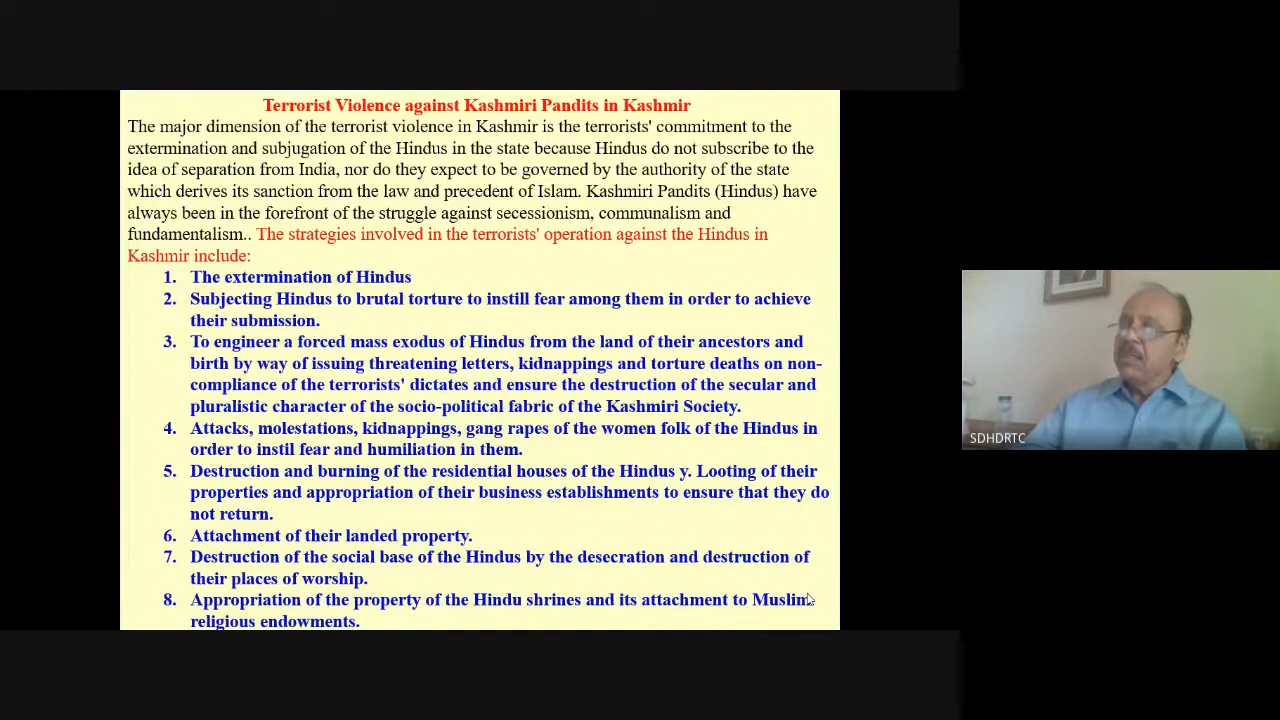 Terrorist Violence against Kashmiri Pandits in Kashmir
The major dimension of the terrorist violence in Kashmir is the terrorists' commitment to the
extermination and subjugation of the Hindus in the state because Hindus do not subscribe to the
idea of separation from India, nor do they expect to be governed by the authority of the state
which derives its sanction from the law and precedent of Islam. Kashmiri Pandits (Hindus) have
always been in the forefront of the struggle against secessionism, communalism and
fundamentalism.. The strategies involved in the terrorists' operation against the Hindus in
Kashmir include:
1. The extermination of Hindus
2. Subjecting Hindus to brutal torture to instill fear among them in order to achieve
their submission.
3. To engineer a forced mass exodus of Hindus from the land of their ancestors and
birth by way of issuing threatening letters, kidnappings and torture deaths on non-
compliance of the terrorists' dictates and ensure the destruction of the secular and
pluralistic character of the socio-political fabric of the Kashmiri Society.
4. Attacks, molestations, kidnappings, gang rapes of the women folk of the Hindus in
order to instil fear and humiliation in them.
5. Destruction and burning of the residential houses of the Hindus y. Looting of their
properties and appropriation of their business establishments to ensure that they do
not return.
6. Attachment of their landed property.
7. Destruction of the social base of the Hindus by the desecration and destruction of
their places of worship.
8. Appropriation of the property of the Hindu shrines and its attachment to Muslim
religious endowments.
SDHDRTC